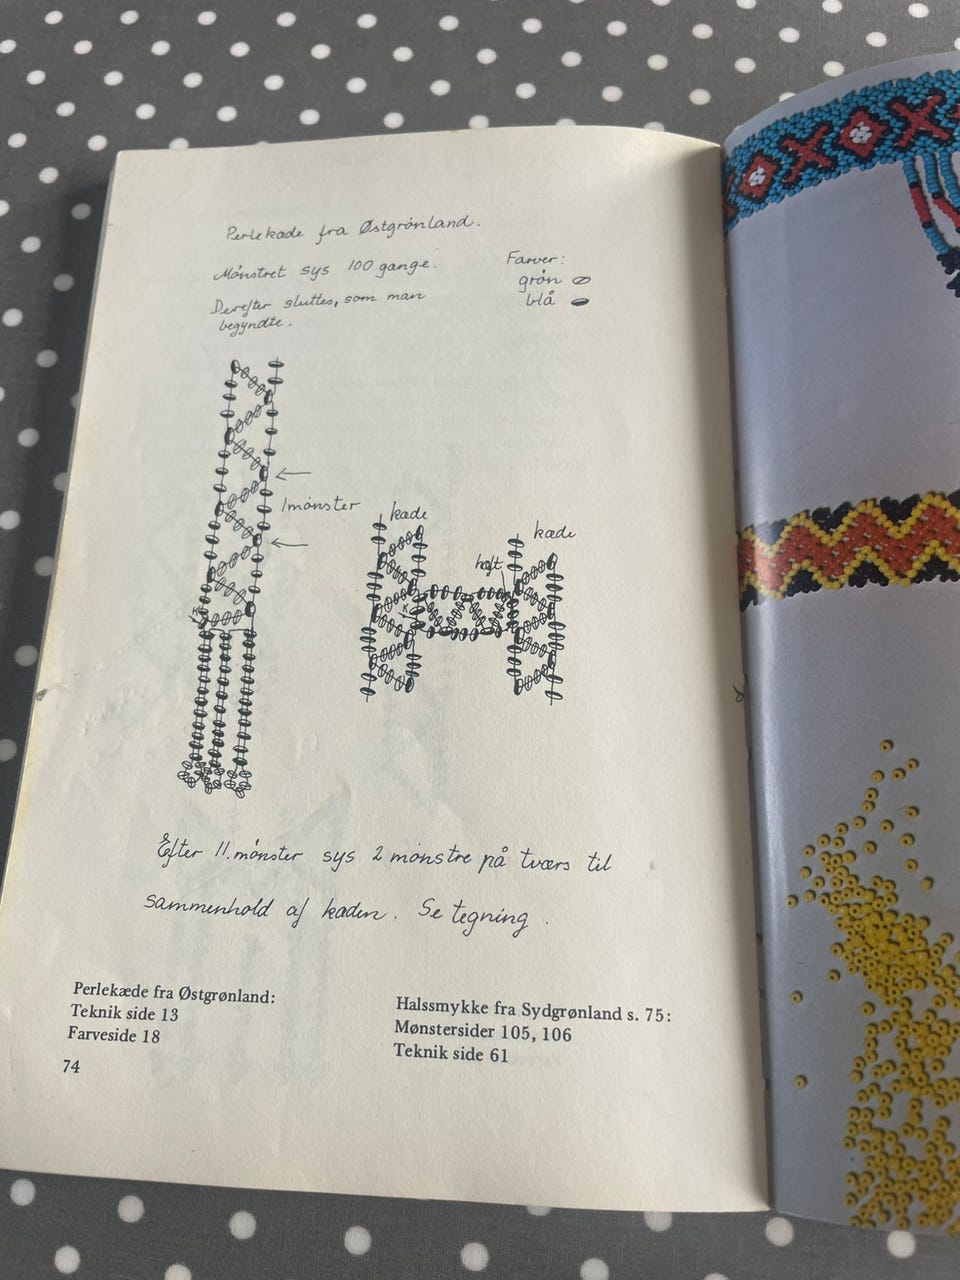 Perlekæde fra Østgrønland.
Mønstret sys 100 gange.
Derefter sluttes, som man
begyndte.
Farver:
grøn
blå
1 mønster
kæde
kæde
hæft
Efter 11. mønster sys 2 mønstre på tværs til
sammenhold af kæden. Se tegning.
Perlekæde fra Østgrønland:
Teknik side 13
Farveside 18
Halssmykke fra Sydgrønland s. 75:
Mønstersider 105, 106
Teknik side 61
74